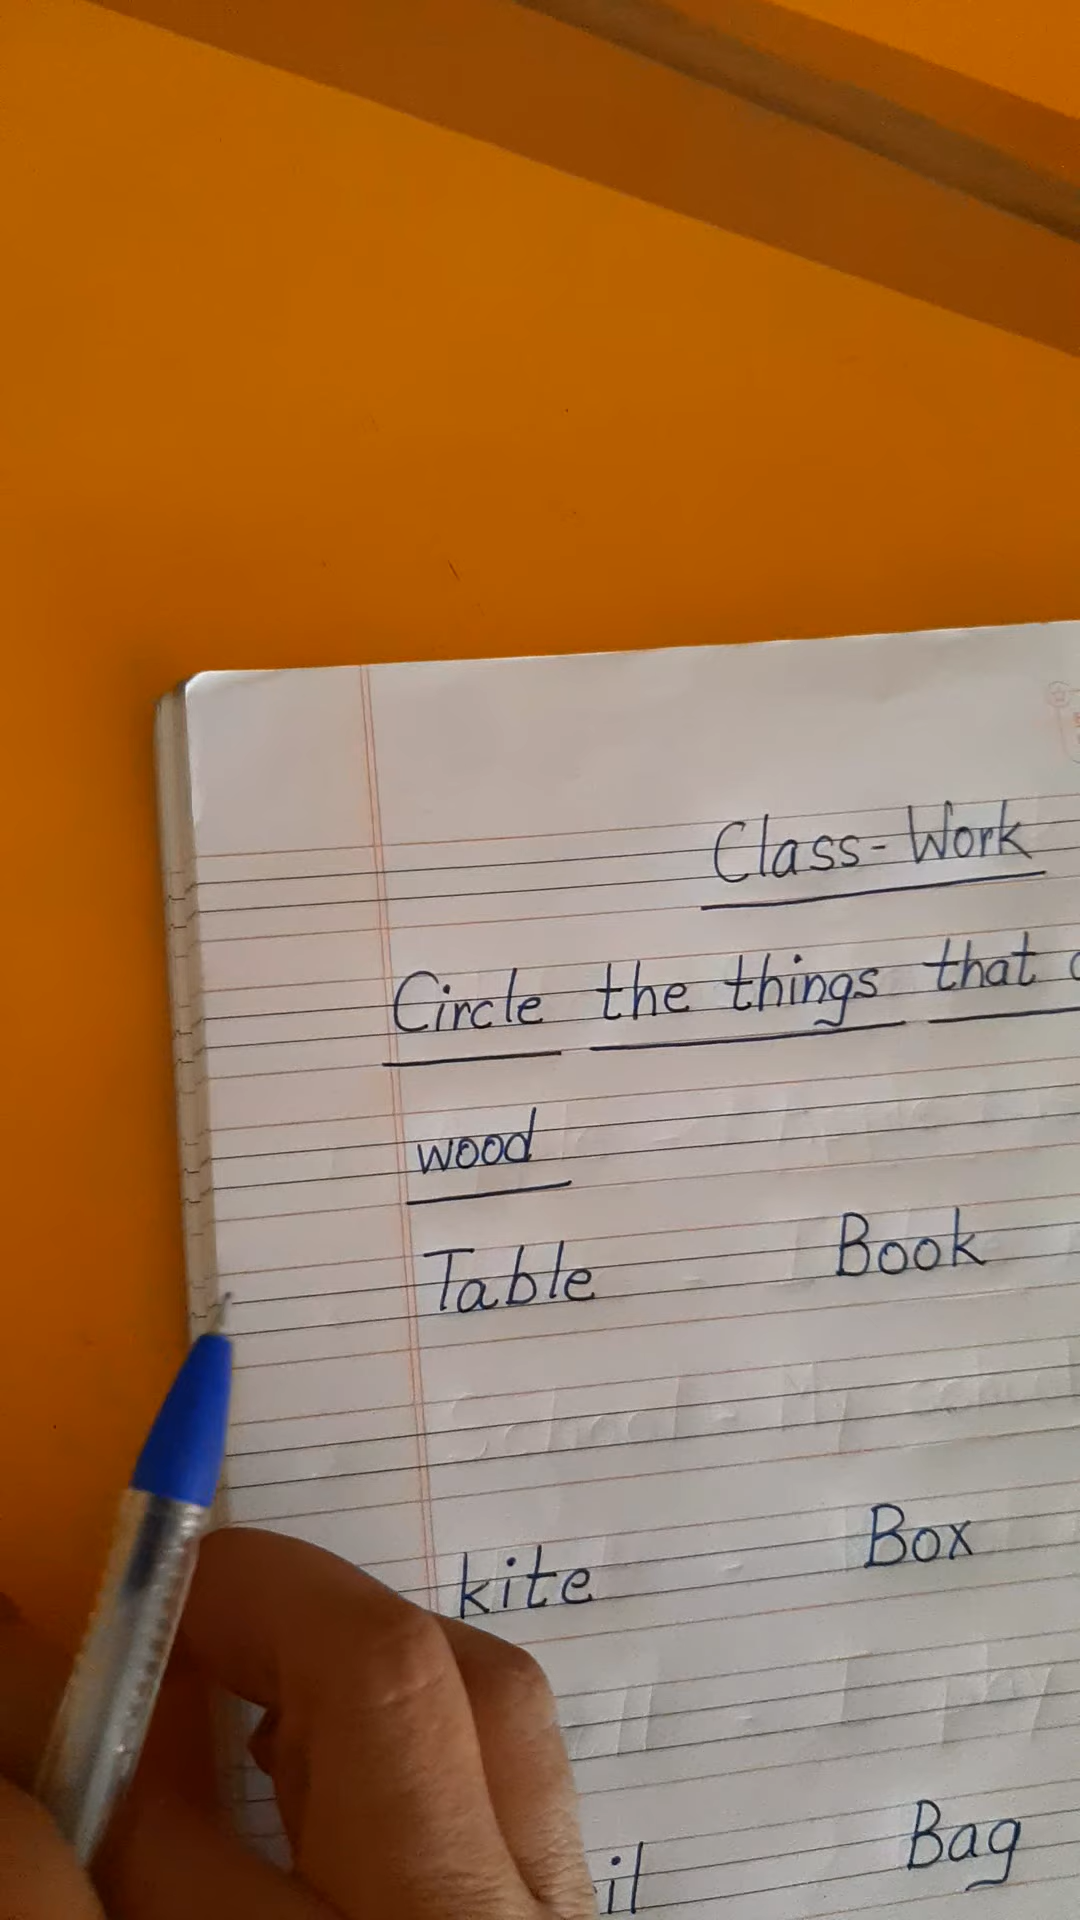 Class-Work
Circle the things that
wood
Table Book
kite Box
Bag